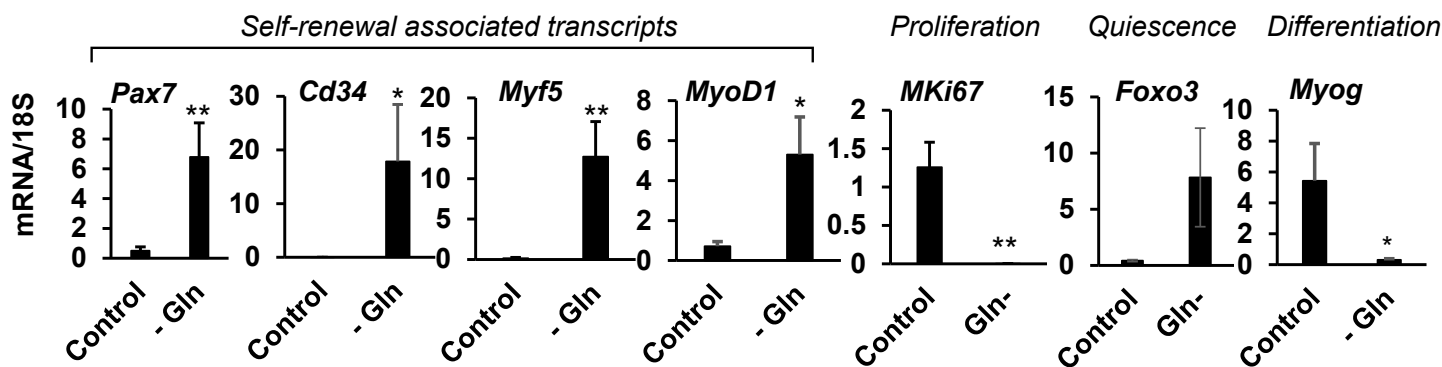 Self-renewal associated transcripts
Proliferation
Quiescence
Differentiation
mRNA/18S
Pax7
10
8
6
4
2
0
**
Control
- Gln
Cd34
30
20
10
0
*
Control
- Gln
Myf5
20
15
10
5
0
**
Control
- Gln
MyoD1
8
6
4
2
0
*
Control
- Gln
MKi67
2
1.5
1
0.5
0
**
Control
Gln-
Foxo3
15
10
5
0
Control
Gln-
Myog
10
8
6
4
2
0
*
Control
- Gln